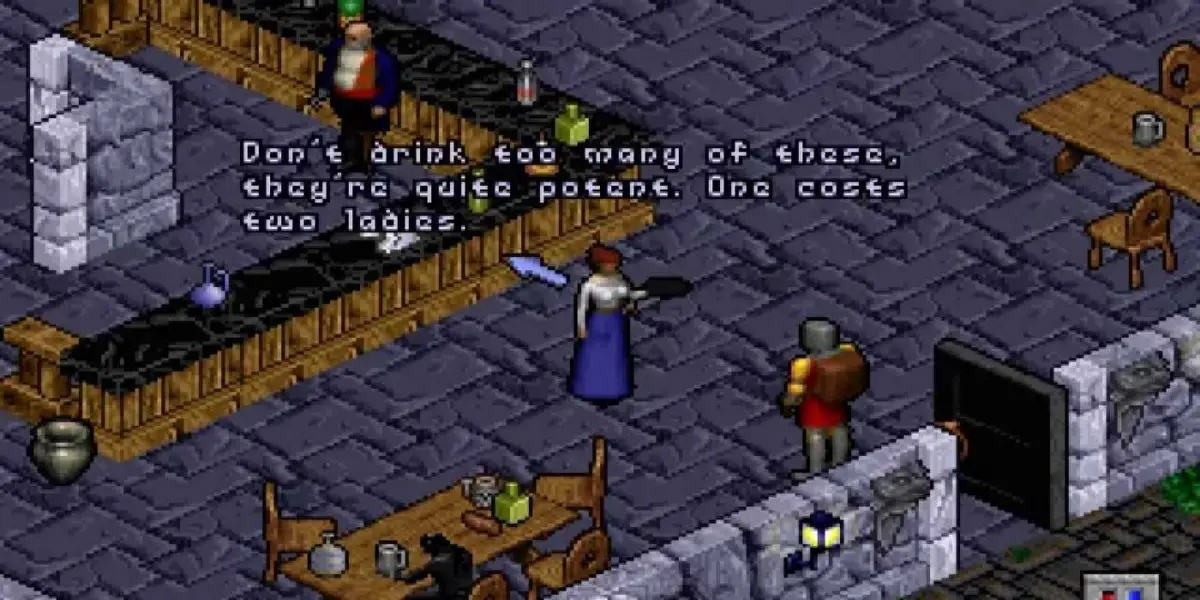 Don't drink too many of these,
they're quite potent. One costs
two ladies.